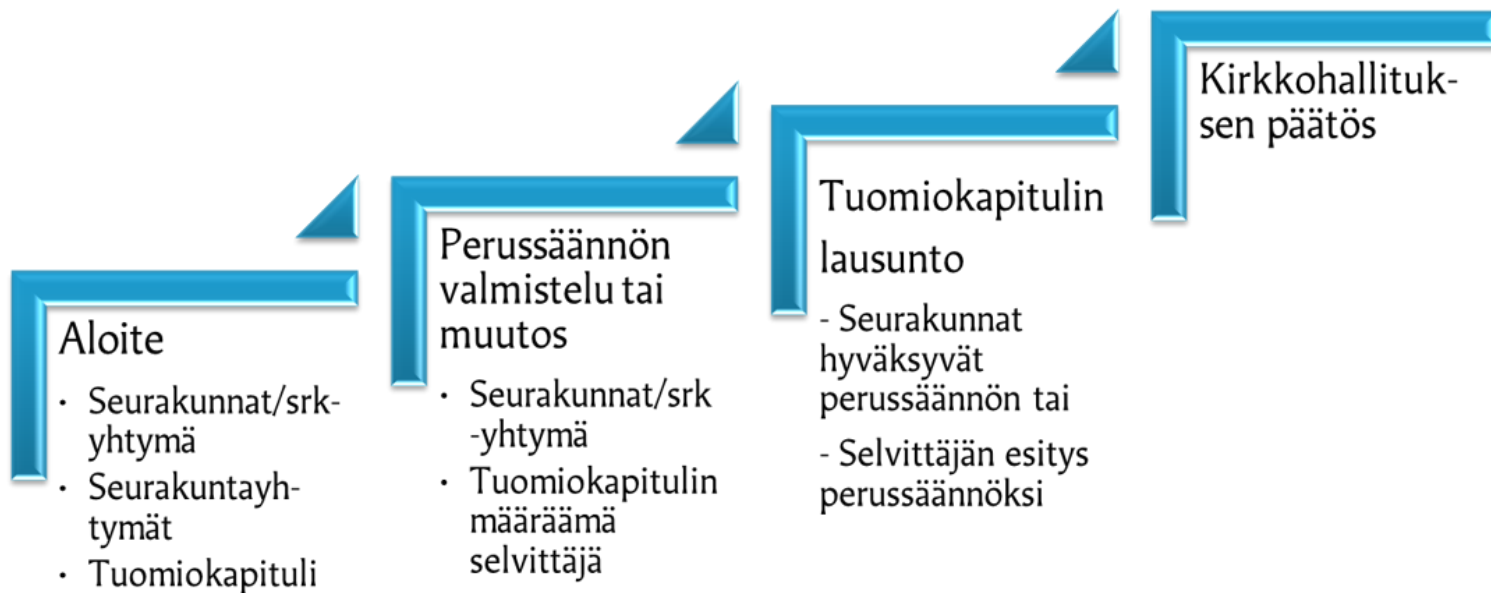 Aloite
· Seurakunnat/srk-
yhtymä
· Seurakuntayh-
tymät
· Tuomiokapituli
Perussäännön
valmistelu tai
muutos
· Seurakunnat/srk
-yhtymä
· Tuomiokapitulin
määräämä
selvittäjä
Tuomiokapitulin
lausunto
- Seurakunnat
hyväksyvät
perussäännön tai
- Selvittäjän esitys
perussäännöksi
Kirkkohallituk-
sen päätös